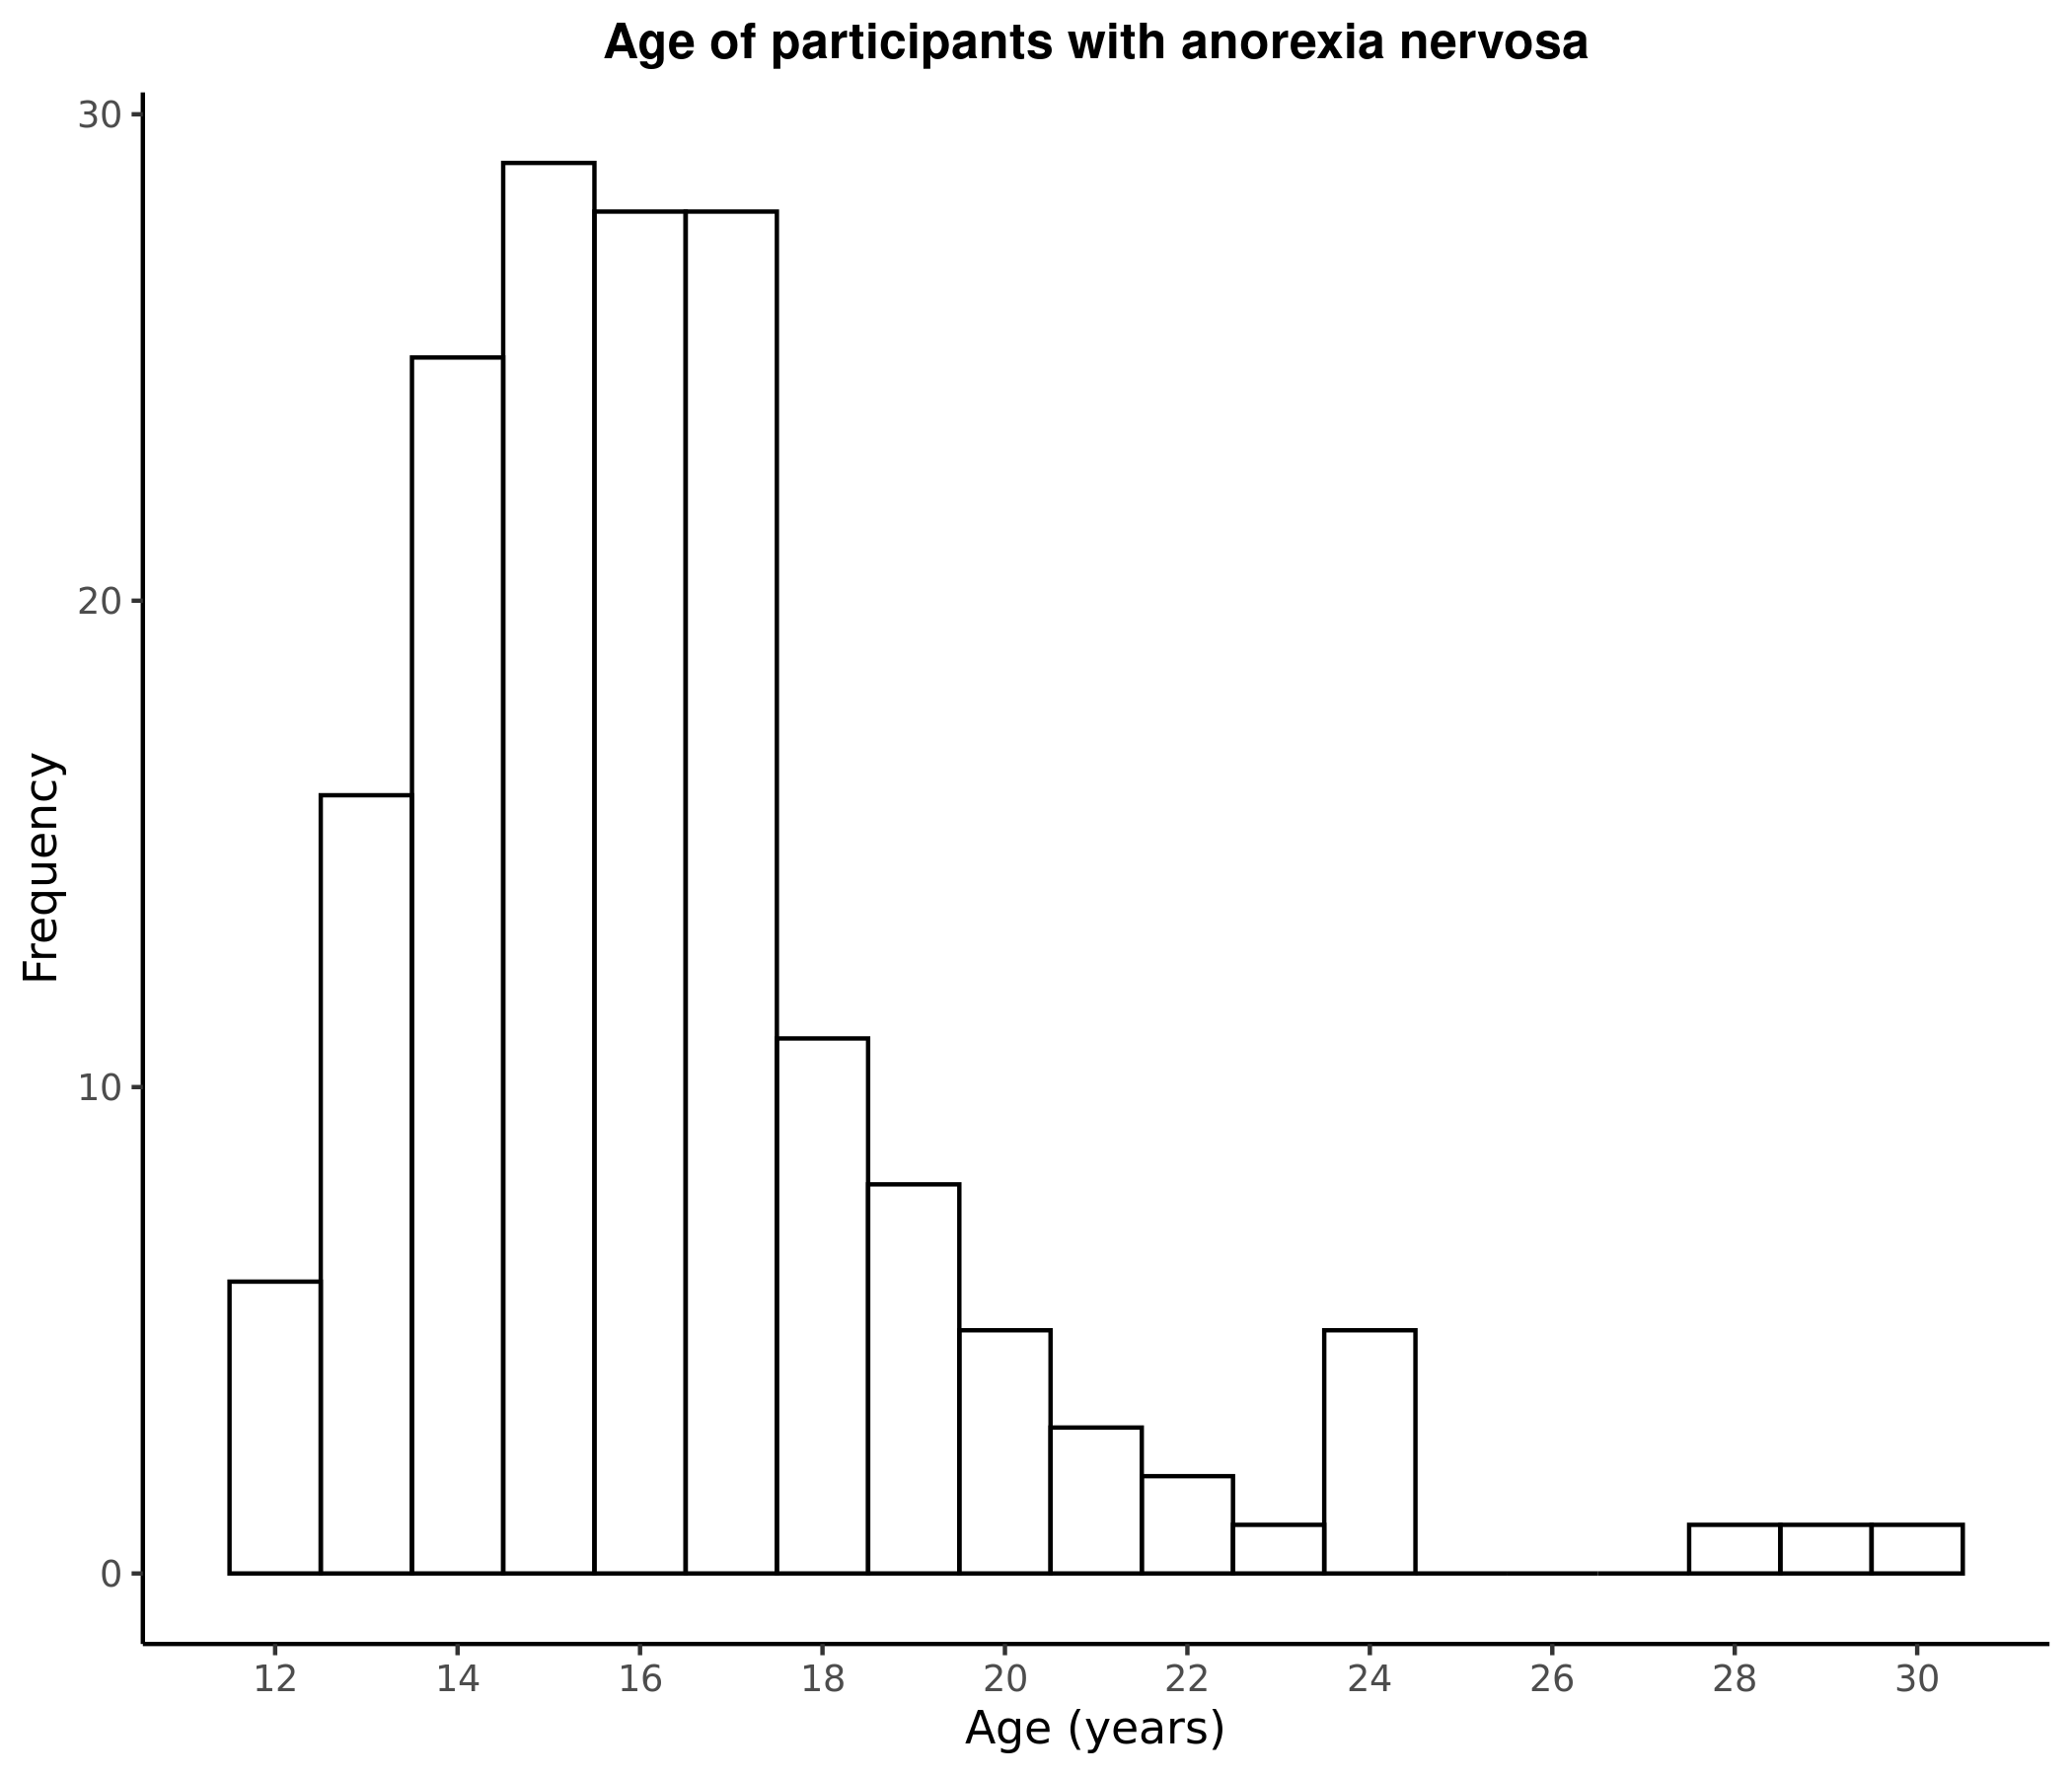 Age of participants with anorexia nervosa
30
20
10
0
Frequency
12 14 16 18 20 22 24 26 28 30
Age (years)